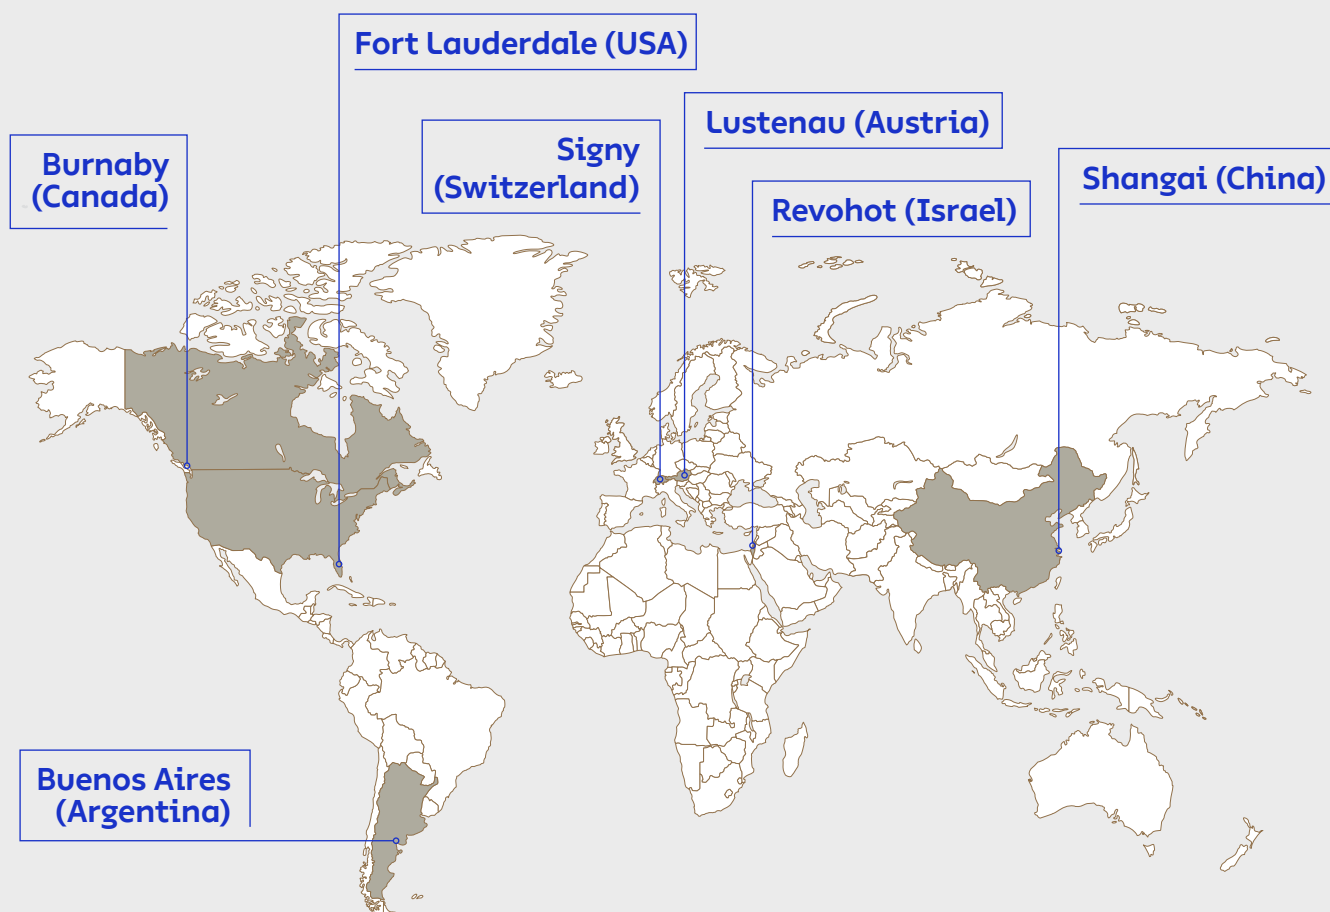 Fort Lauderdale (USA)
Lustenau (Austria)
Signy
(Switzerland)
Burnaby
(Canada)
Shangai (China)
Revohot (Israel)
Buenos Aires
(Argentina)